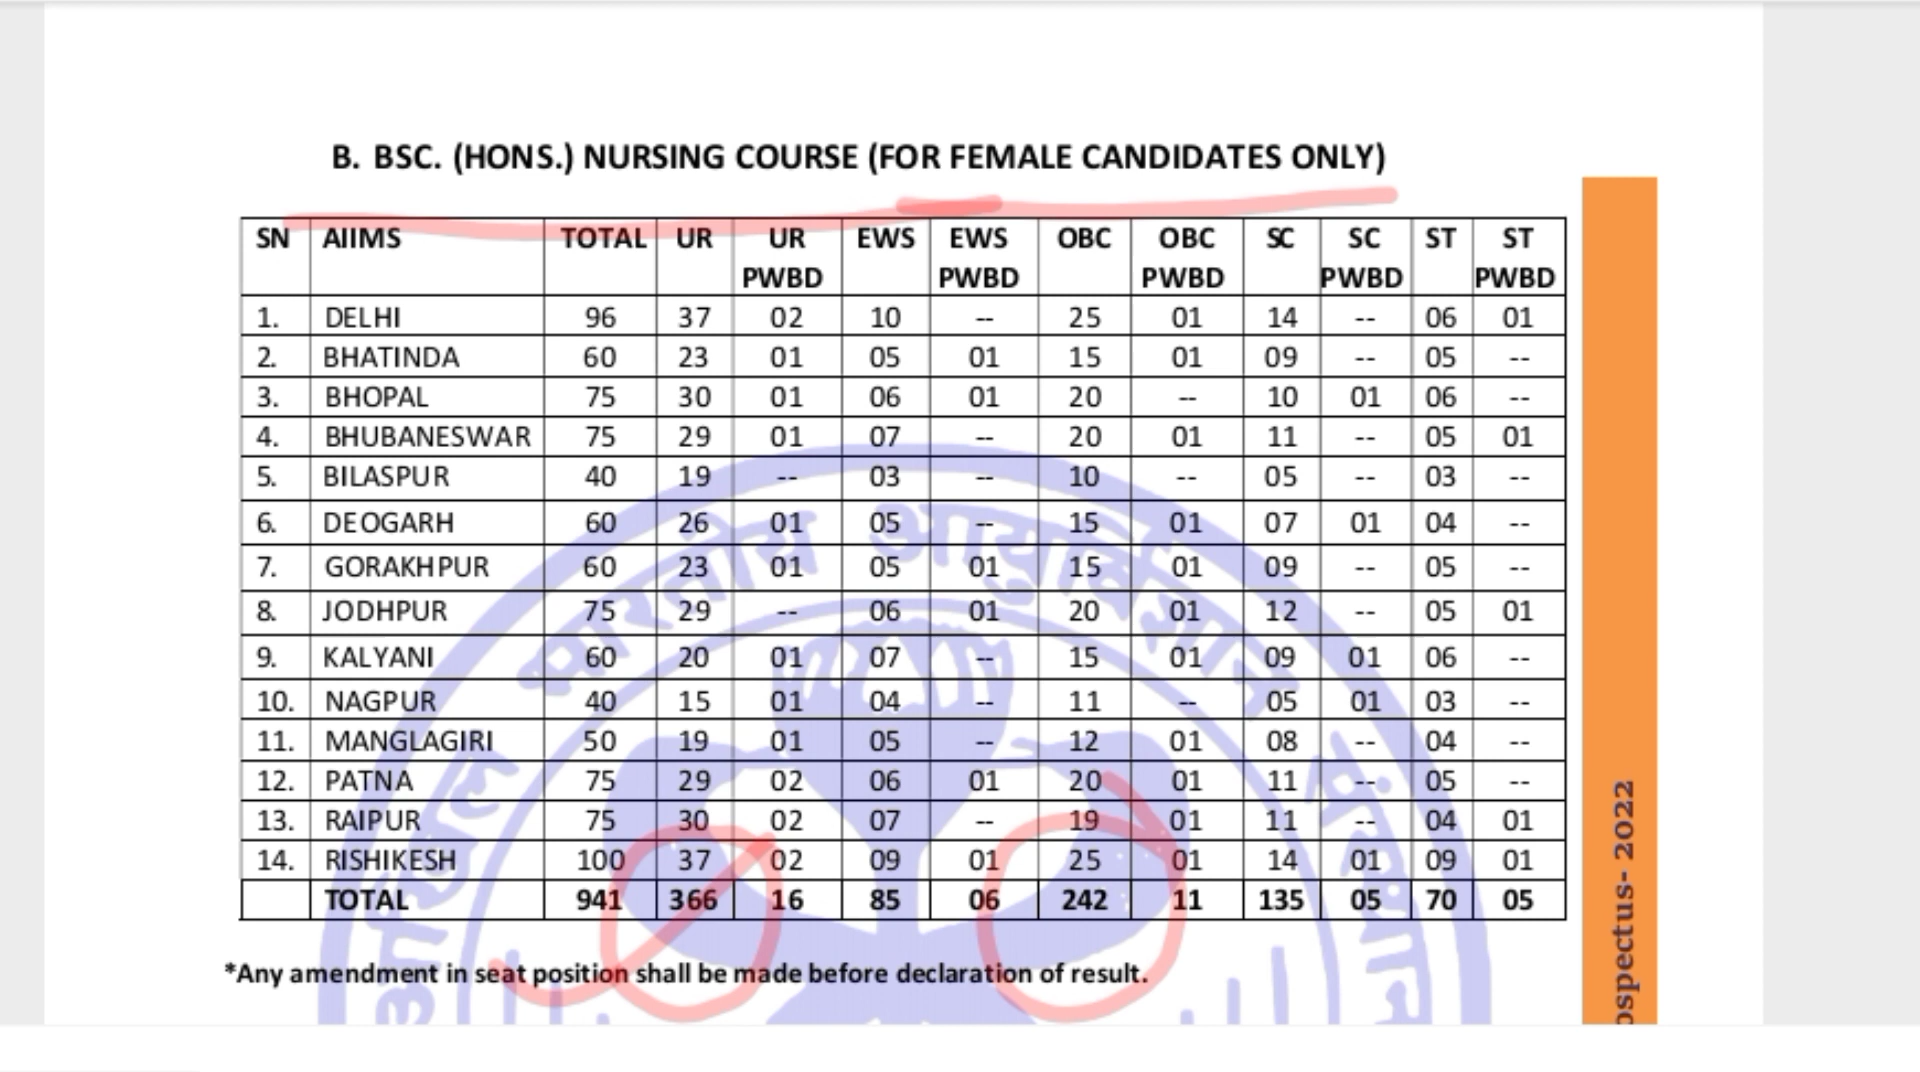 B. BSC. (HONS.) NURSING COURSE (FOR FEMALE CANDIDATES ONLY)
SN AIIMS TOTAL UR UR PWBD EWS EWS PWBD OBC OBC PWBD SC SC PWBD ST ST PWBD
1. DELHI 96 37 02 10 -- 25 01 14 -- 06 01
2. BHATINDA 60 23 01 05 01 15 01 09 -- 05 --
3. BHOPAL 75 30 01 06 01 20 -- 10 01 06 --
4. BHUBANESWAR 75 29 01 07 -- 20 01 11 -- 05 01
5. BILASPUR 40 19 -- 03 -- 10 -- 05 -- 03 --
6. DEOGARH 60 26 01 05 -- 15 01 07 01 04 --
7. GORAKHPUR 60 23 01 05 01 15 01 09 -- 05 --
8. JODHPUR 75 29 -- 06 01 20 01 12 -- 05 01
9. KALYANI 60 20 01 07 -- 15 01 09 01 06 --
10. NAGPUR 40 15 01 04 -- 11 -- 05 01 03 --
11. MANGLAGIRI 50 19 01 05 -- 12 01 08 -- 04 --
12. PATNA 75 29 02 06 01 20 01 11 -- 05 --
13. RAIPUR 75 30 02 07 -- 19 01 11 -- 04 01
14. RISHIKESH 100 37 02 09 01 25 01 14 01 09 01
TOTAL 941 366 16 85 06 242 11 135 05 70 05
*Any amendment in seat position shall be made before declaration of result.
ospectus- 2022
अखिल भारतीय आयुर्विज्ञान संस्थान